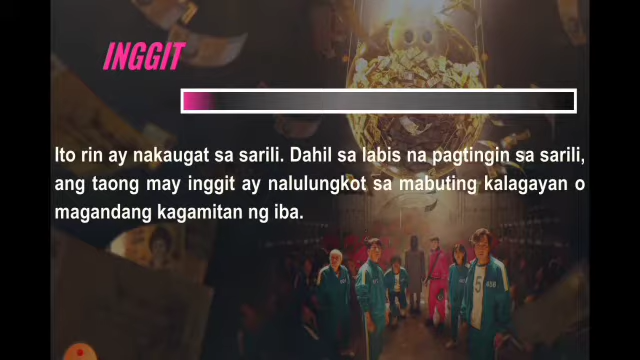 INGGIT
Ito rin ay nakaugat sa sarili. Dahil sa labis na pagtingin sa sarili,
ang taong may inggit ay nalulungkot sa mabuting kalagayan o
magandang kagamitan ng iba.